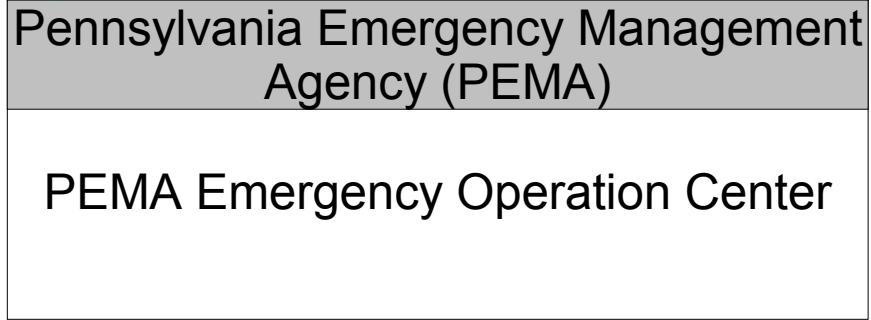 Pennsylvania Emergency Management
Agency (PEMA)
PEMA Emergency Operation Center